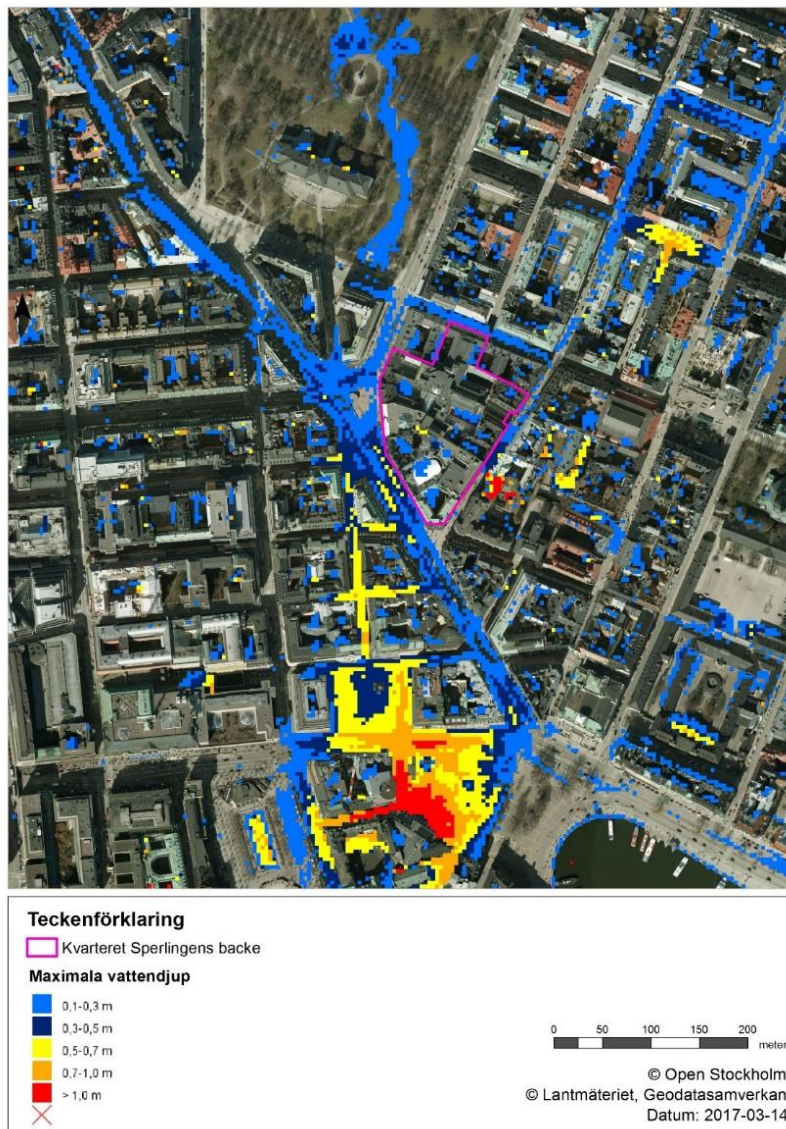 Teckenförklaring
Kvarteret Sperlingens backe
Maximala vattendjup
0,1-0,3 m
0,3-0,5 m
0,5-0,7 m
0,7-1,0 m
> 1,0 m
0 50 100 150 200
meter
© Open Stockholm
© Lantmäteriet, Geodatasamverkan
Datum: 2017-03-14